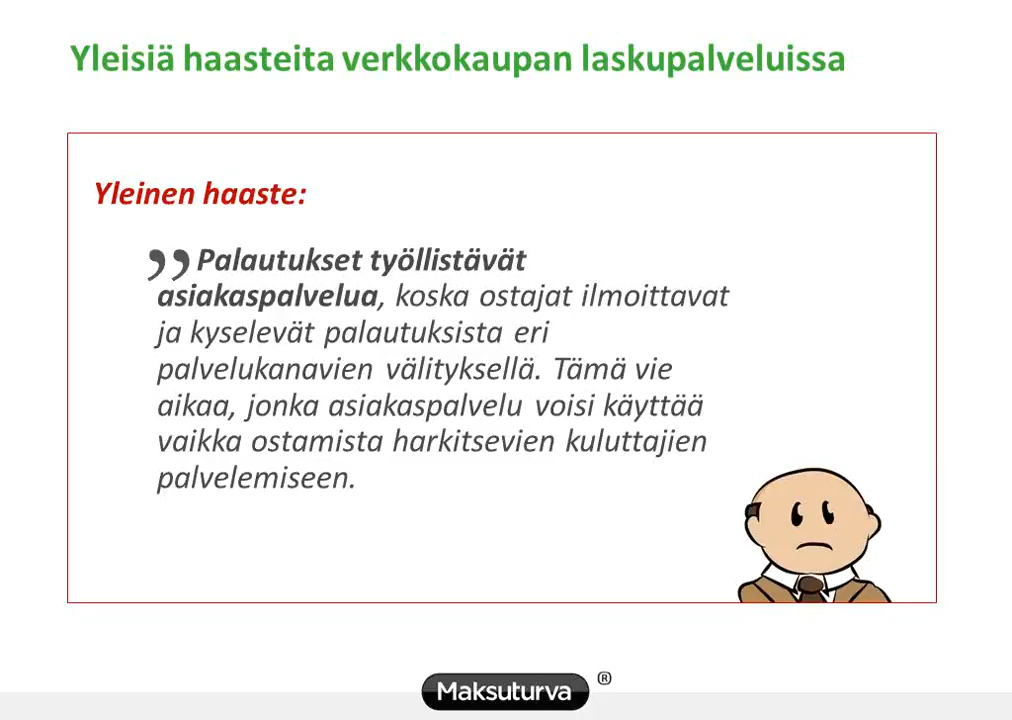 Yleisiä haasteita verkkokaupan laskupalveluissa
Yleinen haaste:
” Palautukset työllistävät
asiakaspalvelua, koska ostajat ilmoittavat
ja kyselevät palautuksista eri
palvelukanavien välityksellä. Tämä vie
aikaa, jonka asiakaspalvelu voisi käyttää
vaikka ostamista harkitsevien kuluttajien
palvelemiseen.
Maksuturva ®